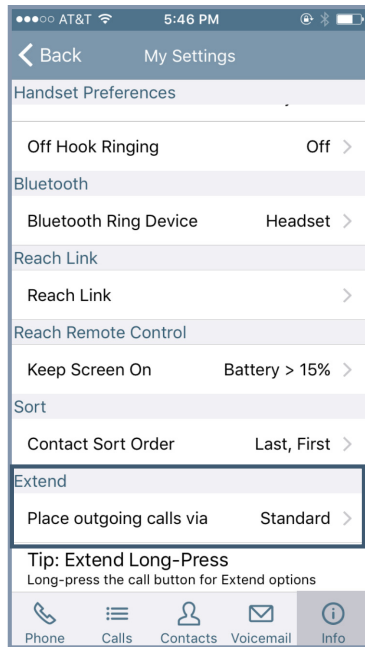 AT&T 5:46 PM
Back My Settings
Handset Preferences
Off Hook Ringing Off
Bluetooth
Bluetooth Ring Device Headset
Reach Link
Reach Link
Reach Remote Control
Keep Screen On Battery > 15%
Sort
Contact Sort Order Last, First
Extend
Place outgoing calls via Standard
Tip: Extend Long-Press
Long-press the call button for Extend options
Phone Calls Contacts Voicemail Info